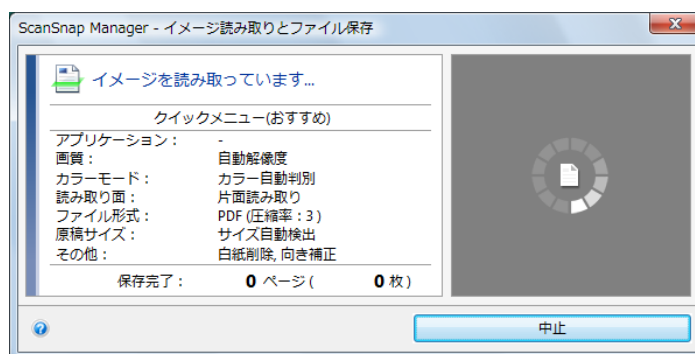 ScanSnap Manager - イメージ読み取りとファイル保存
イメージを読み取っています...
クイックメニュー(おすすめ)
アプリケーション： -
画質： 自動解像度
カラーモード： カラー自動判別
読み取り面： 片面読み取り
ファイル形式： PDF (圧縮率：3)
原稿サイズ： サイズ自動検出
その他： 白紙削除, 向き補正
保存完了： 0 ページ ( 0 枚 )
中止